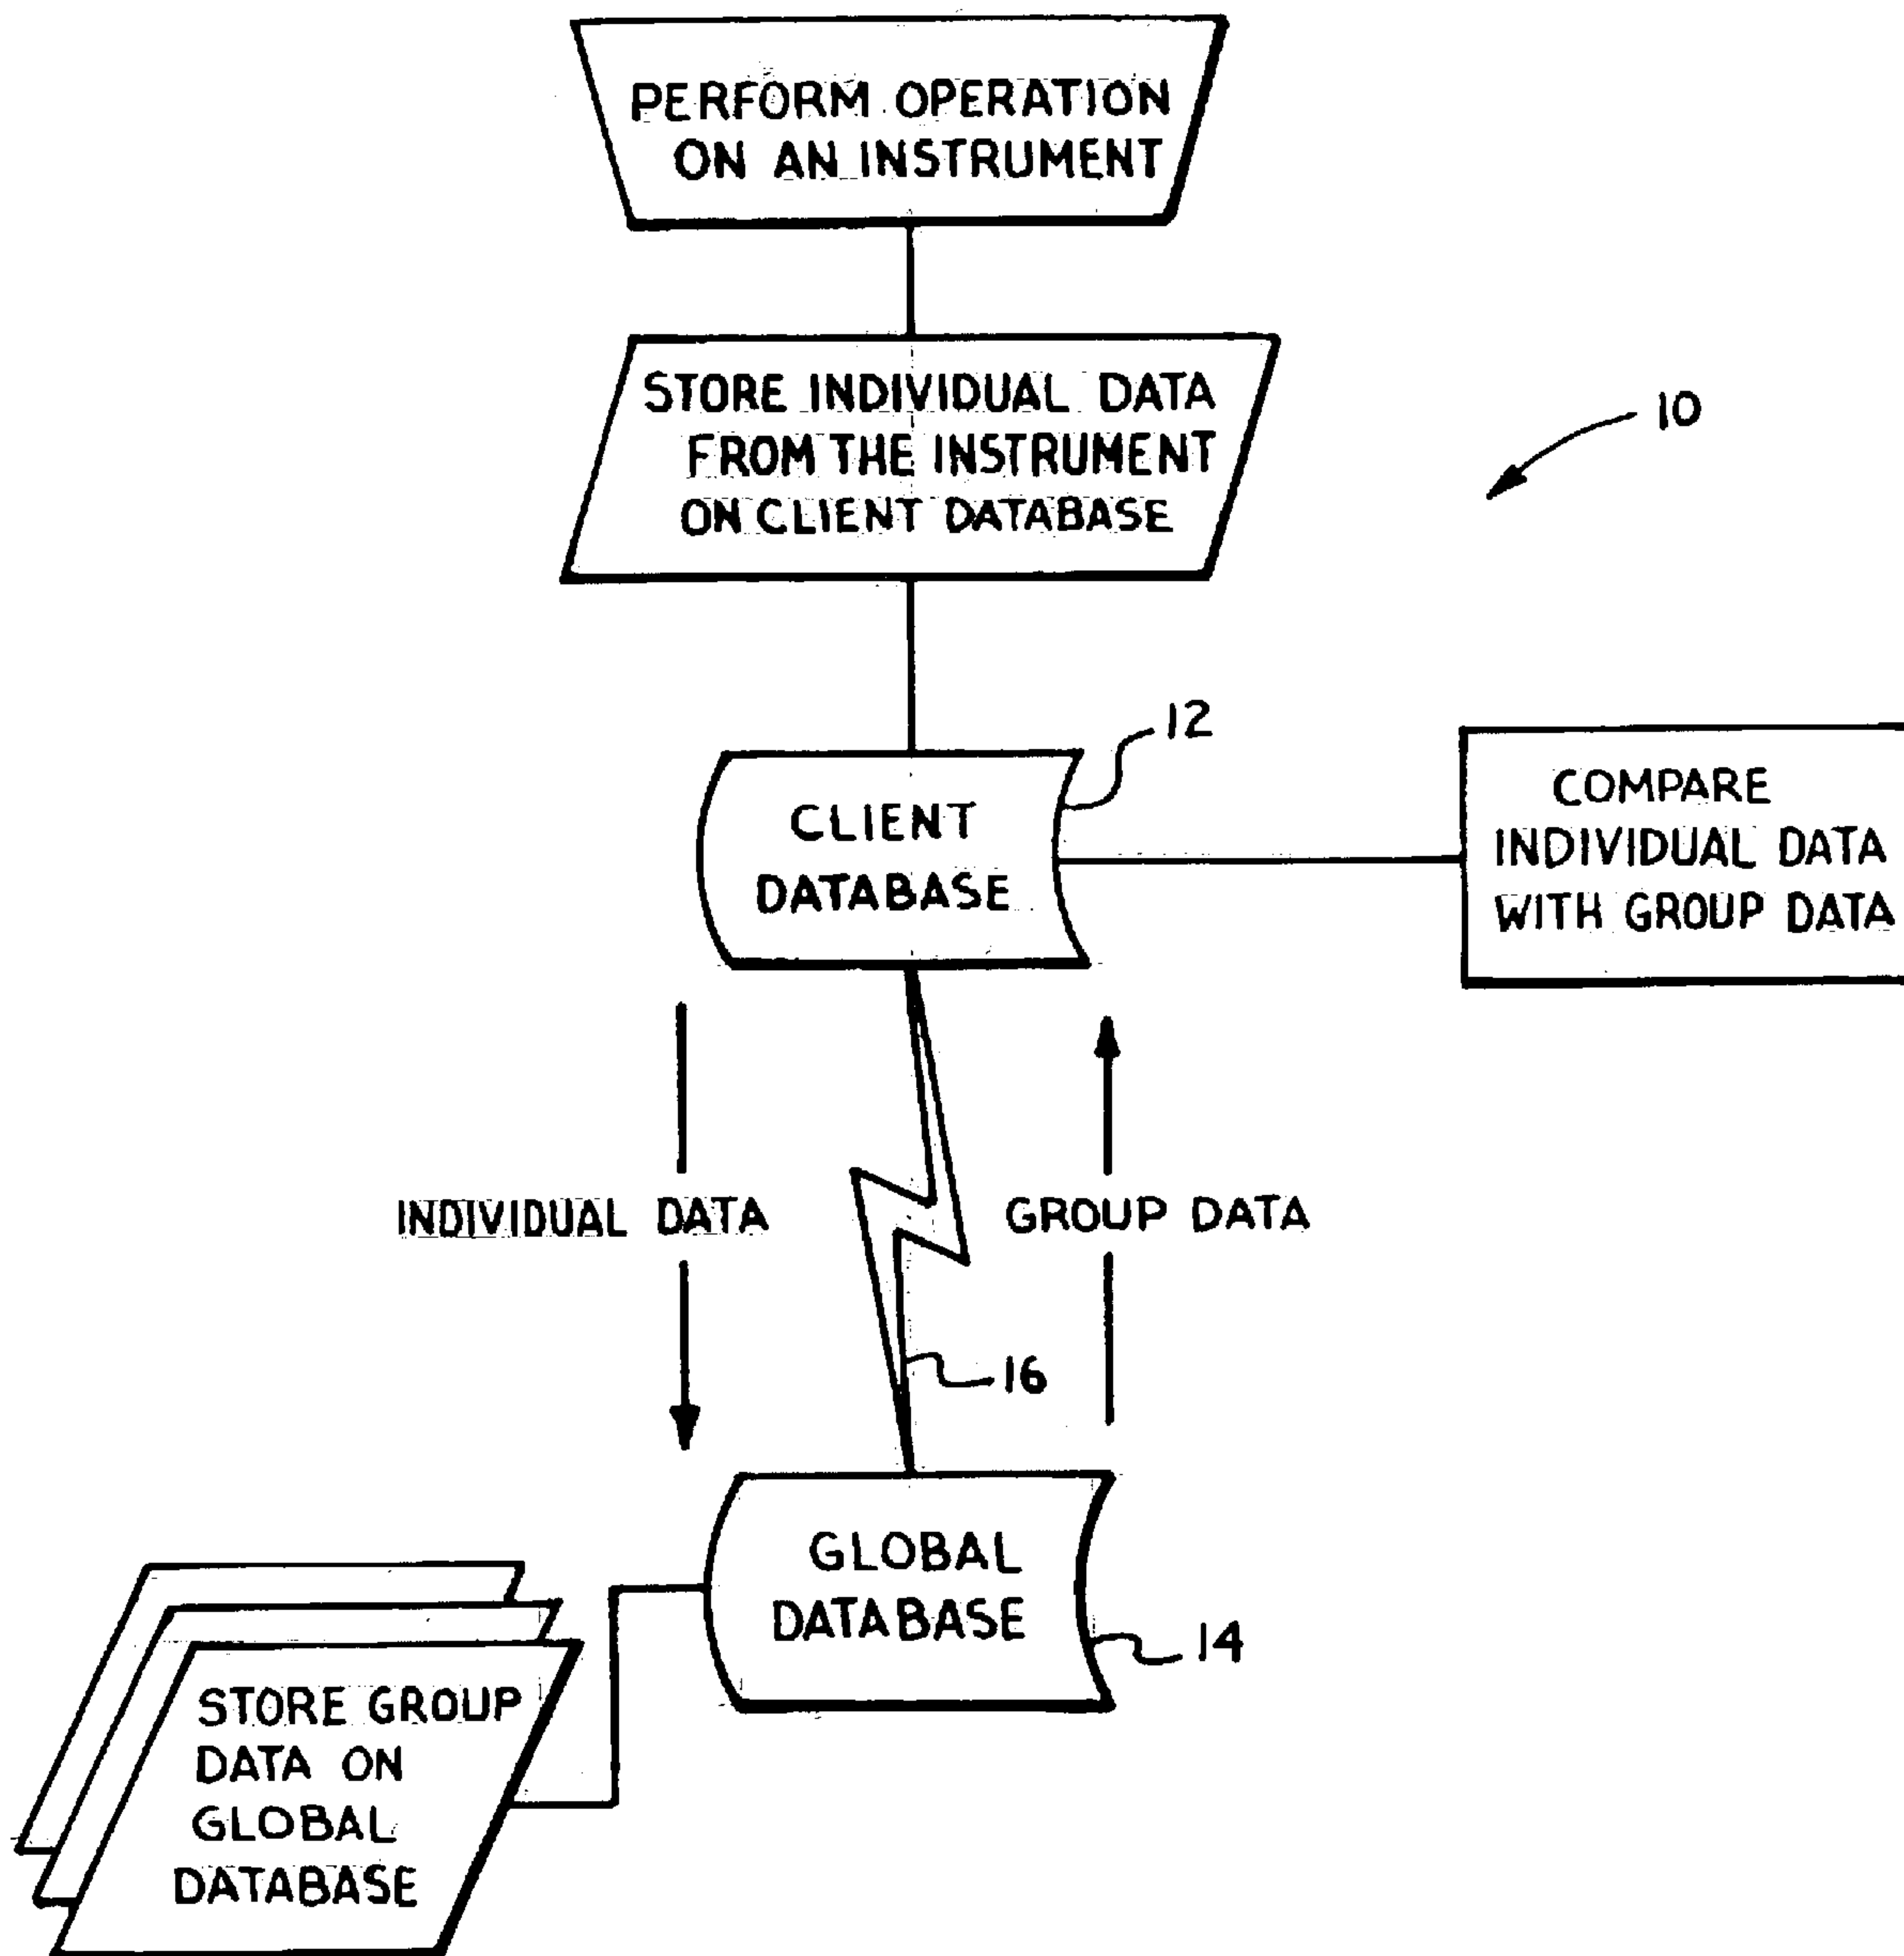 PERFORM OPERATION
ON AN INSTRUMENT
STORE INDIVIDUAL DATA
FROM THE INSTRUMENT
ON CLIENT DATABASE
10
12
CLIENT
DATABASE
COMPARE
INDIVIDUAL DATA
WITH GROUP DATA
INDIVIDUAL DATA
GROUP DATA
16
GLOBAL
DATABASE
14
STORE GROUP
DATA ON
GLOBAL
DATABASE